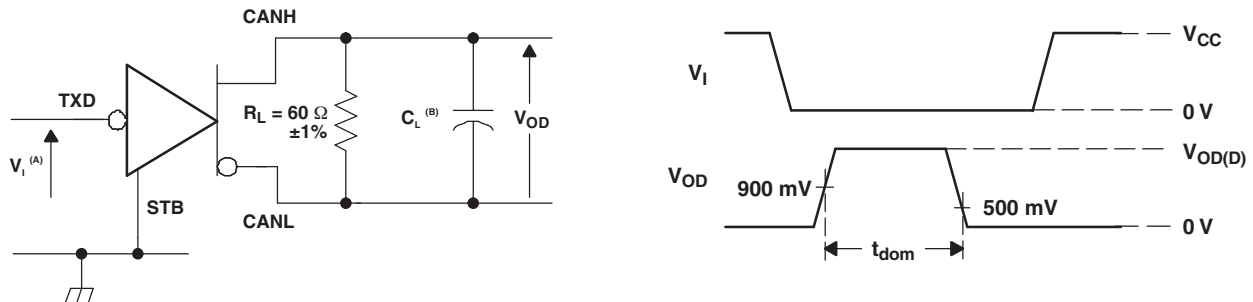 CANH
TXD
R_L = 60 Ω
±1%
C_L (B)
V_OD
V_I (A)
STB
CANL
V_I
V_CC
0 V
V_OD
900 mV
V_OD(D)
500 mV
0 V
t_dom